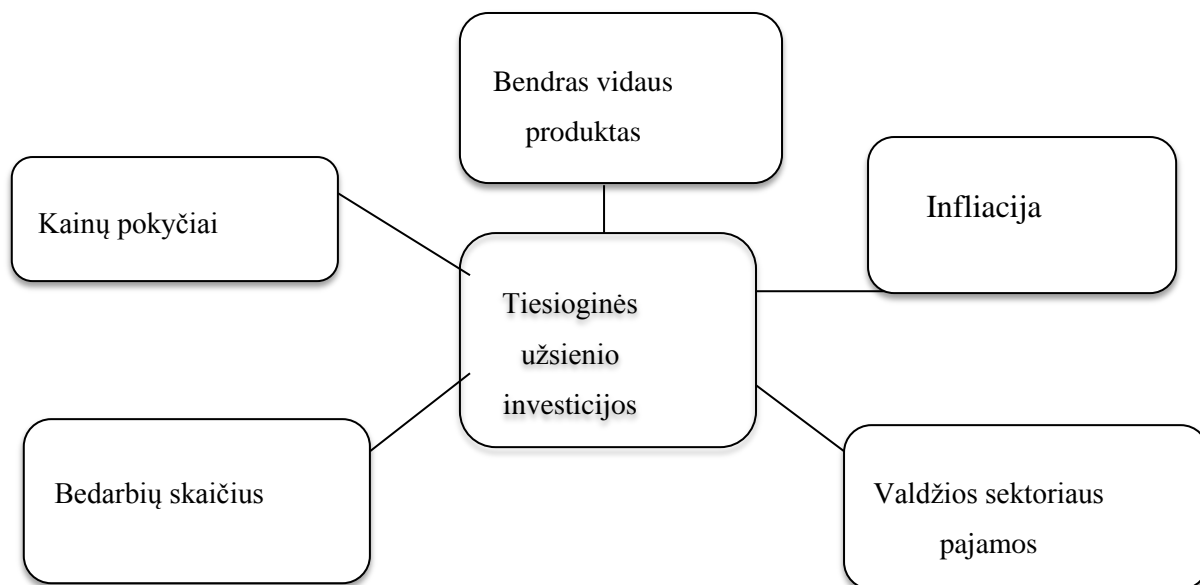 Bendras vidaus
produktas
Kainų pokyčiai
Infliacija
Tiesioginės
užsienio
investicijos
Bedarbių skaičius
Valdžios sektoriaus
pajamos